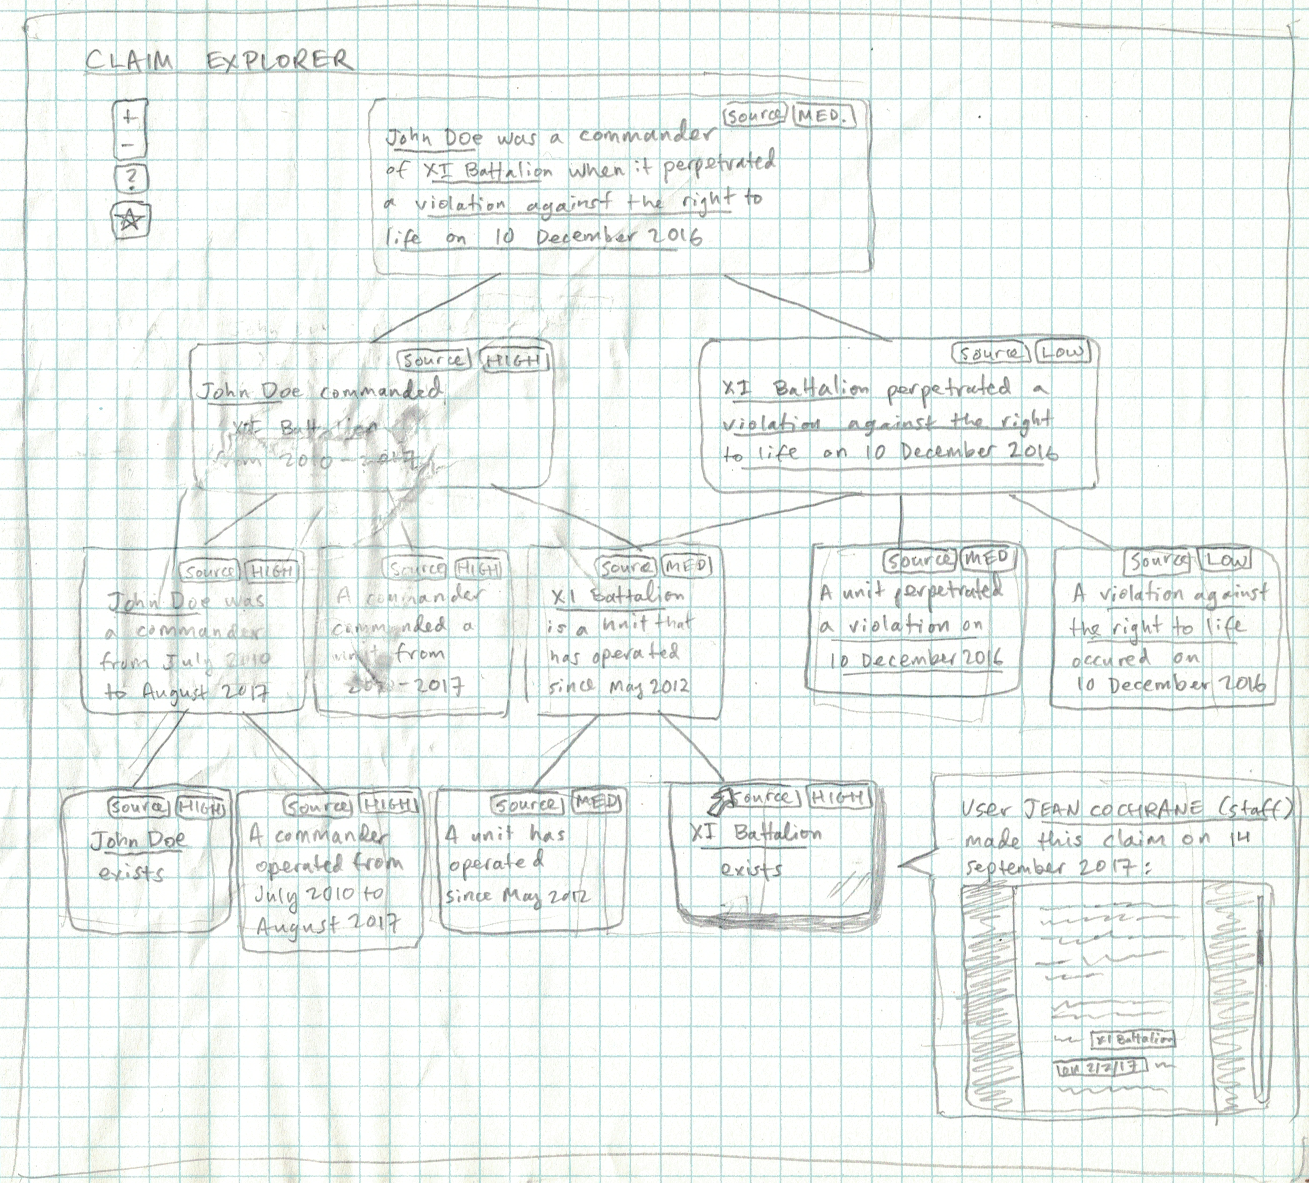 CLAIM EXPLORER
+
-
?
Source MED.
John Doe was a commander
of XI Battalion when it perpetrated
a violation against the right to
life on 10 December 2016
Source HIGH
John Doe commanded
XI Battalion
from 2010-2017
Source LOW
XI Battalion perpetrated a
violation against the right
to life on 10 December 2016
Source HIGH
John Doe was
a commander
from July 2010
to August 2017
Source HIGH
A commander
commanded a
unit from
2010-2017
Source MED
XI Battalion
is a unit that
has operated
since May 2012
Source MED
A unit perpetrated
a violation on
10 December 2016
Source LOW
A violation against
the right to life
occured on
10 December 2016
Source HIGH
John Doe
exists
Source HIGH
A commander
operated from
July 2010 to
August 2017
Source MED
A unit has
operated
since May 2012
Source HIGH
XI Battalion
exists
User JEAN COCHRANE (staff)
made this claim on 14
september 2017:
XI Battalion
on 2/2/17